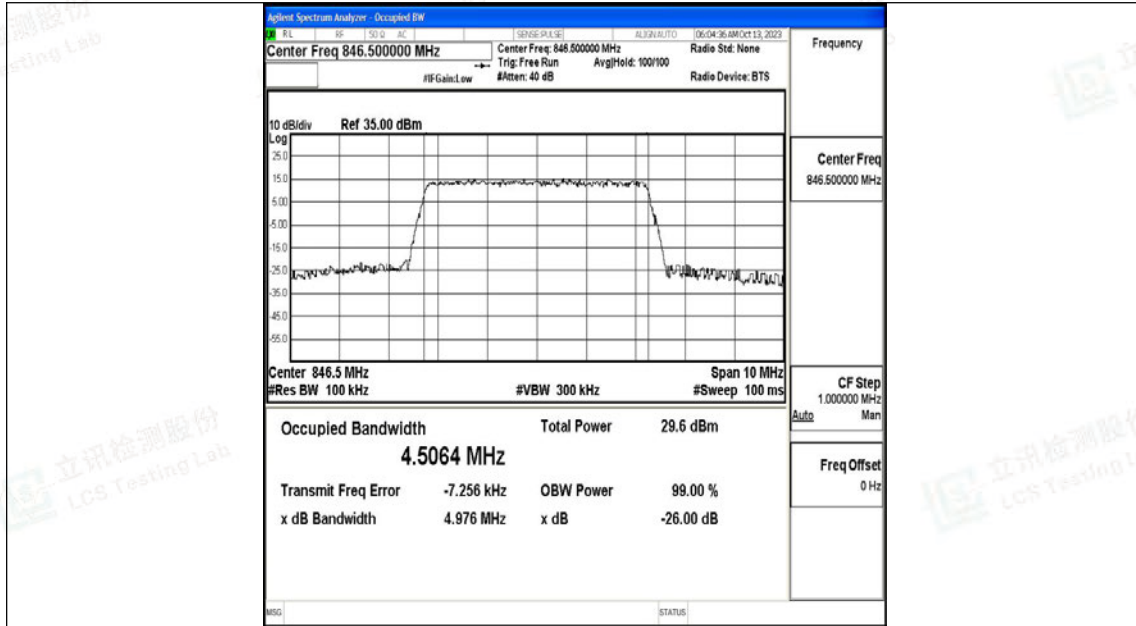 Agilent Spectrum Analyzer - Occupied BW
RL RF 50 Ω AC SENSE:PULSE ALIGNAUTO 06:04:36 AM Oct 13, 2023
Center Freq 846.500000 MHz
Center Freq: 846.500000 MHz
Radio Std: None
Trig: Free Run Avg|Hold: 100/100
#IFGain:Low
#Atten: 40 dB
Radio Device: BTS
10 dB/div Ref 35.00 dBm
Log
25.0
15.0
5.00
-5.00
-15.0
-25.0
-35.0
-45.0
-55.0
Center 846.5 MHz Span 10 MHz
#Res BW 100 kHz #VBW 300 kHz #Sweep 100 ms
Occupied Bandwidth Total Power 29.6 dBm
4.5064 MHz
Transmit Freq Error -7.256 kHz OBW Power 99.00 %
x dB Bandwidth 4.976 MHz x dB -26.00 dB
MSG STATUS
Frequency
Center Freq
846.500000 MHz
CF Step
1.000000 MHz
Auto Man
Freq Offset
0 Hz
立讯检测股份
LCS Testing Lab